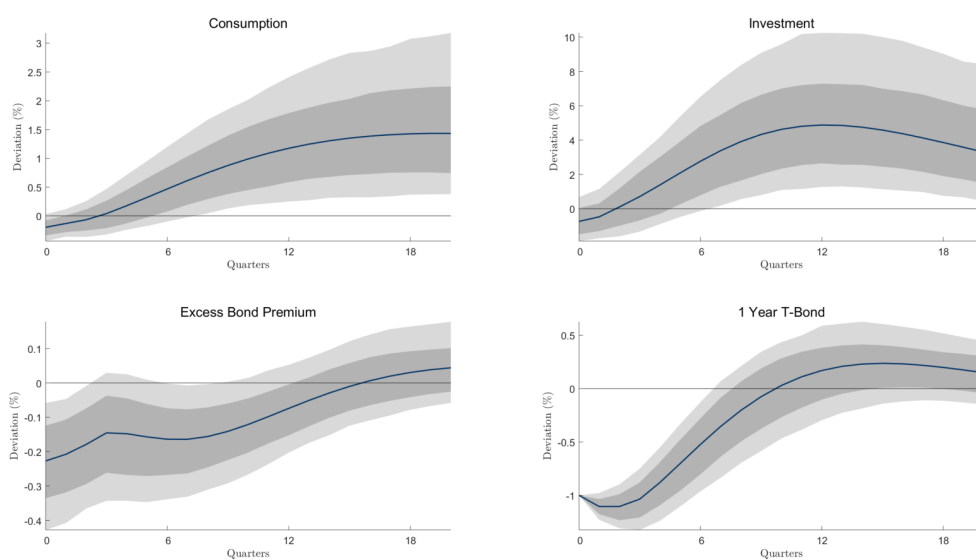 Consumption
Deviation (%)
3
2.5
2
1.5
1
0.5
0
0 6 12 18
Quarters
Investment
Deviation (%)
10
8
6
4
2
0
0 6 12 18
Quarters
Excess Bond Premium
Deviation (%)
0.1
0
-0.1
-0.2
-0.3
-0.4
0 6 12 18
Quarters
1 Year T-Bond
Deviation (%)
0.5
0
-0.5
-1
0 6 12 18
Quarters